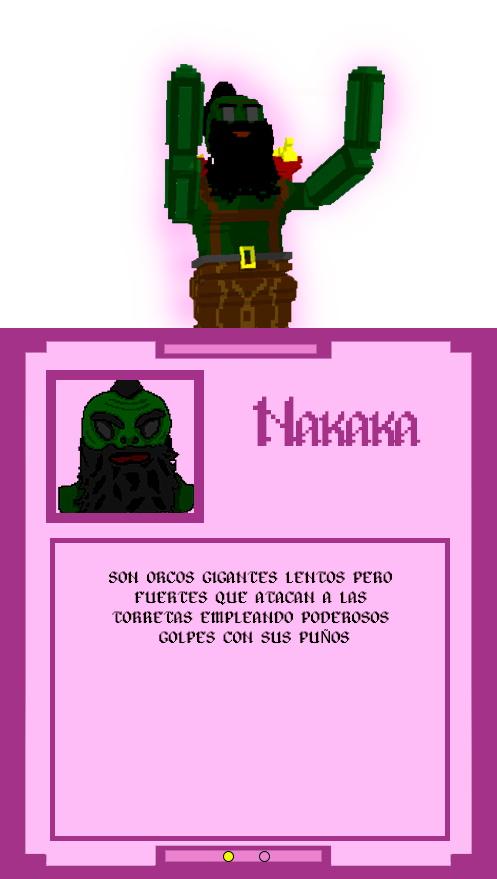 Nakaka
SON ORCOS GIGANTES LENTOS PERO
FUERTES QUE ATACAN A LAS
TORRETAS EMPLEANDO PODEROSOS
GOLPES CON SUS PUÑOS